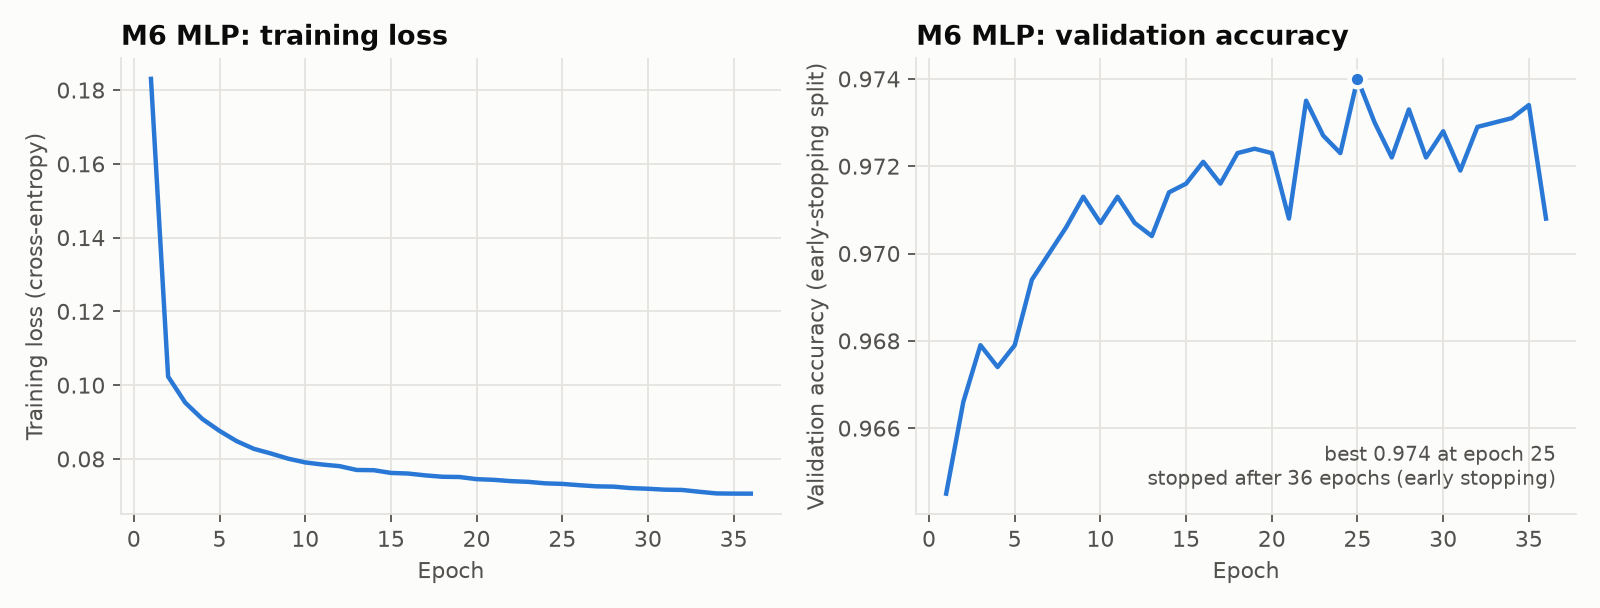 M6 MLP: training loss
Training loss (cross-entropy)
0.18
0.16
0.14
0.12
0.10
0.08
0 5 10 15 20 25 30 35
Epoch
M6 MLP: validation accuracy
Validation accuracy (early-stopping split)
0.974
0.972
0.970
0.968
0.966
best 0.974 at epoch 25
stopped after 36 epochs (early stopping)
0 5 10 15 20 25 30 35
Epoch